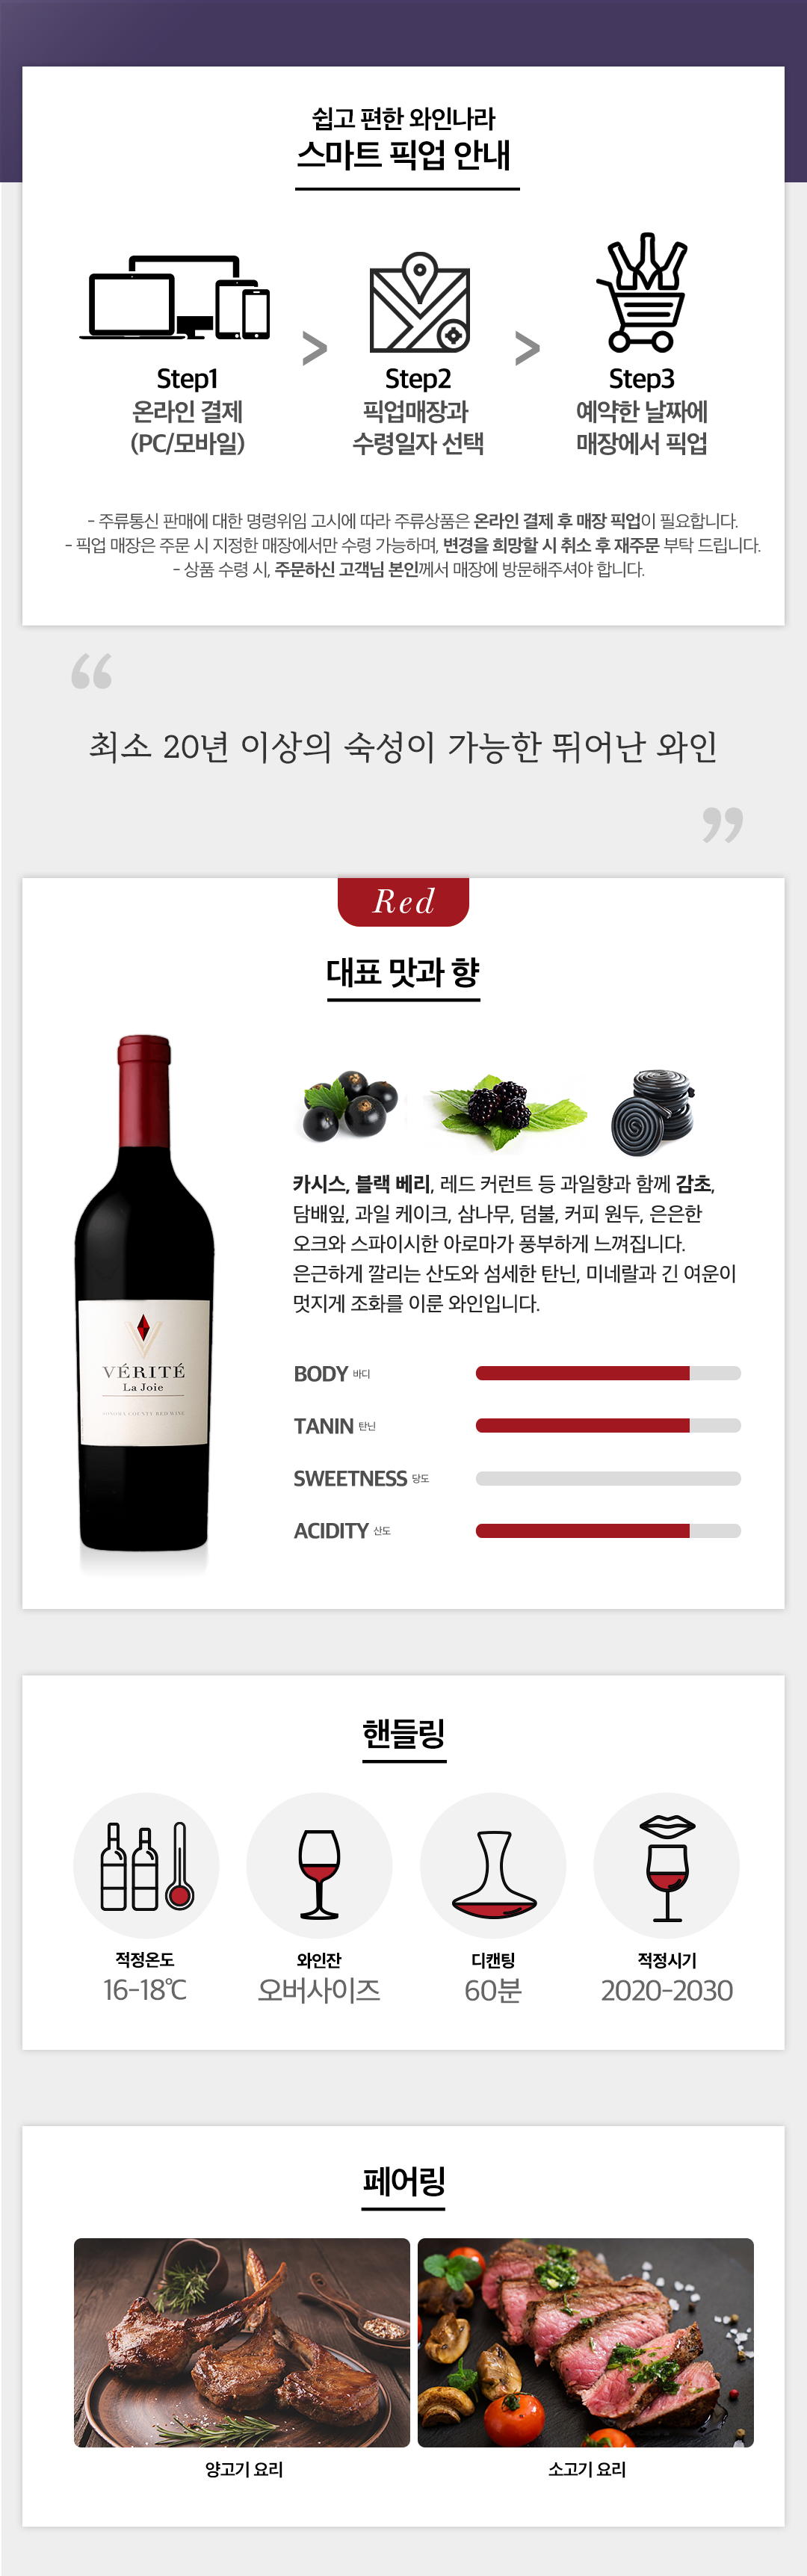 쉽고 편한 와인나라
스마트 픽업 안내
>
>
Step1
온라인 결제
(PC/모바일)
Step2
픽업매장과
수령일자 선택
Step3
예약한 날짜에
매장에서 픽업
- 주류통신 판매에 대한 명령위임 고시에 따라 주류상품은 온라인 결제 후 매장 픽업이 필요합니다.
- 픽업 매장은 주문 시 지정한 매장에서만 수령 가능하며, 변경을 희망할 시 취소 후 재주문 부탁 드립니다.
- 상품 수령 시, 주문하신 고객님 본인께서 매장에 방문해주셔야 합니다.
“
최소 20년 이상의 숙성이 가능한 뛰어난 와인
”
Red
대표 맛과 향
카시스, 블랙 베리, 레드 커런트 등 과일향과 함께 감초,
담배잎, 과일 케이크, 삼나무, 덤불, 커피 원두, 은은한
오크와 스파이시한 아로마가 풍부하게 느껴집니다.
은근하게 깔리는 산도와 섬세한 탄닌, 미네랄과 긴 여운이
멋지게 조화를 이룬 와인입니다.
VÉRITÉ
La Joie
SONOMA COUNTY RED WINE
BODY 바디
TANIN 탄닌
SWEETNESS 당도
ACIDITY 산도
핸들링
적정온도
16-18℃
와인잔
오버사이즈
디캔팅
60분
적정시기
2020-2030
페어링
양고기 요리
소고기 요리